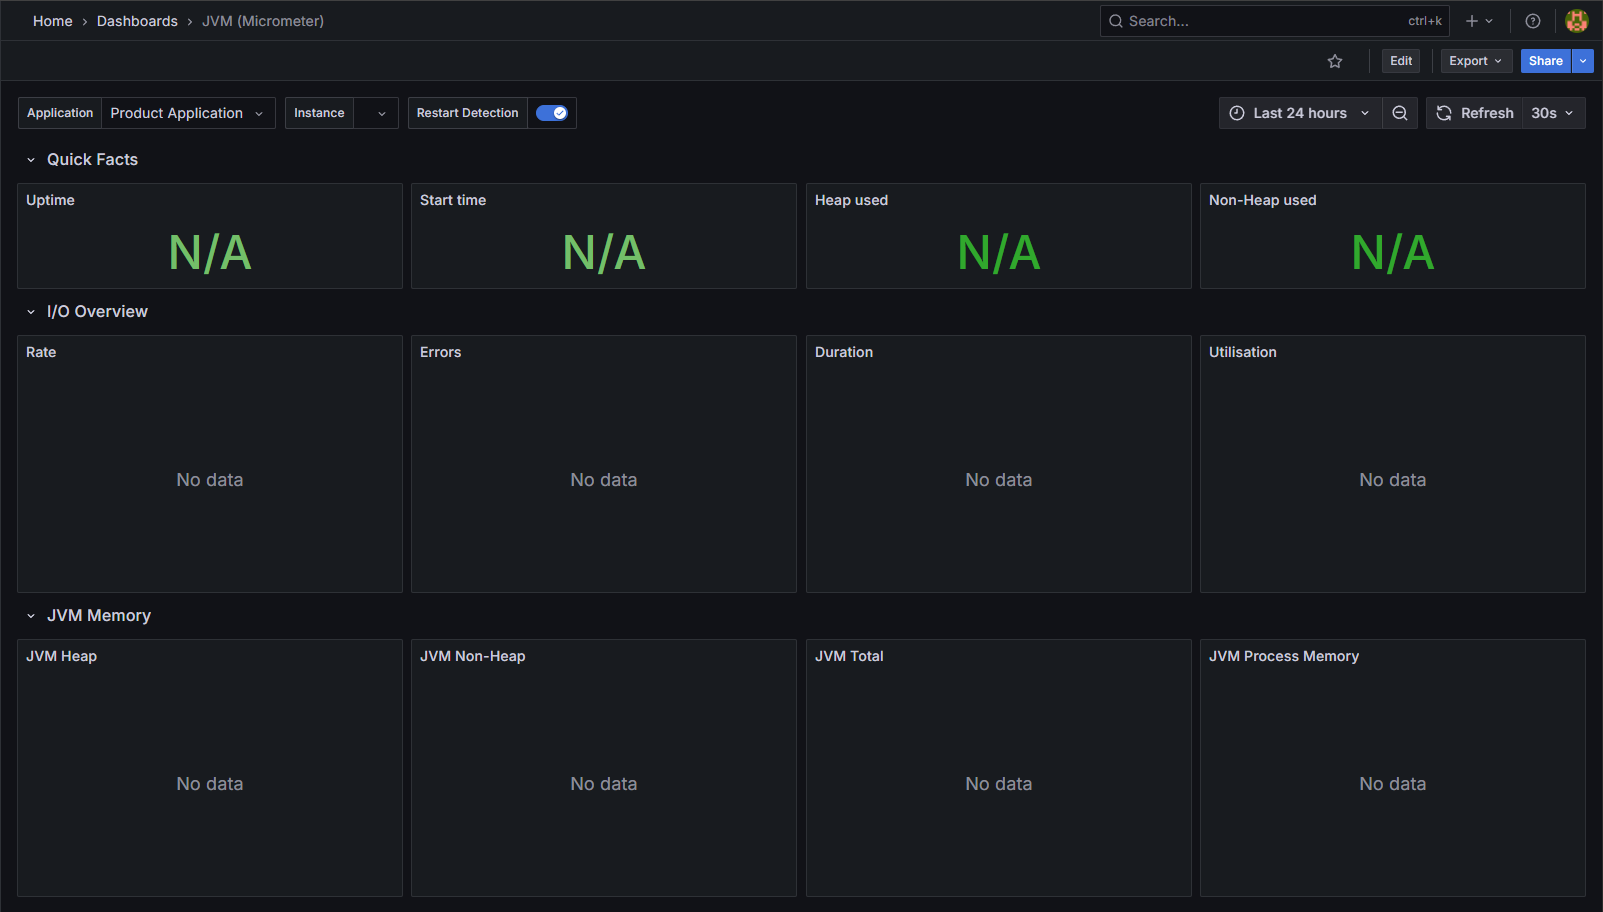 Home › Dashboards › JVM (Micrometer)
Search... ctrl+k
Edit Export Share
Application Product Application Instance Restart Detection Last 24 hours Refresh 30s
Quick Facts
Uptime Start time Heap used Non-Heap used
N/A N/A N/A N/A
I/O Overview
Rate Errors Duration Utilisation
No data No data No data No data
JVM Memory
JVM Heap JVM Non-Heap JVM Total JVM Process Memory
No data No data No data No data